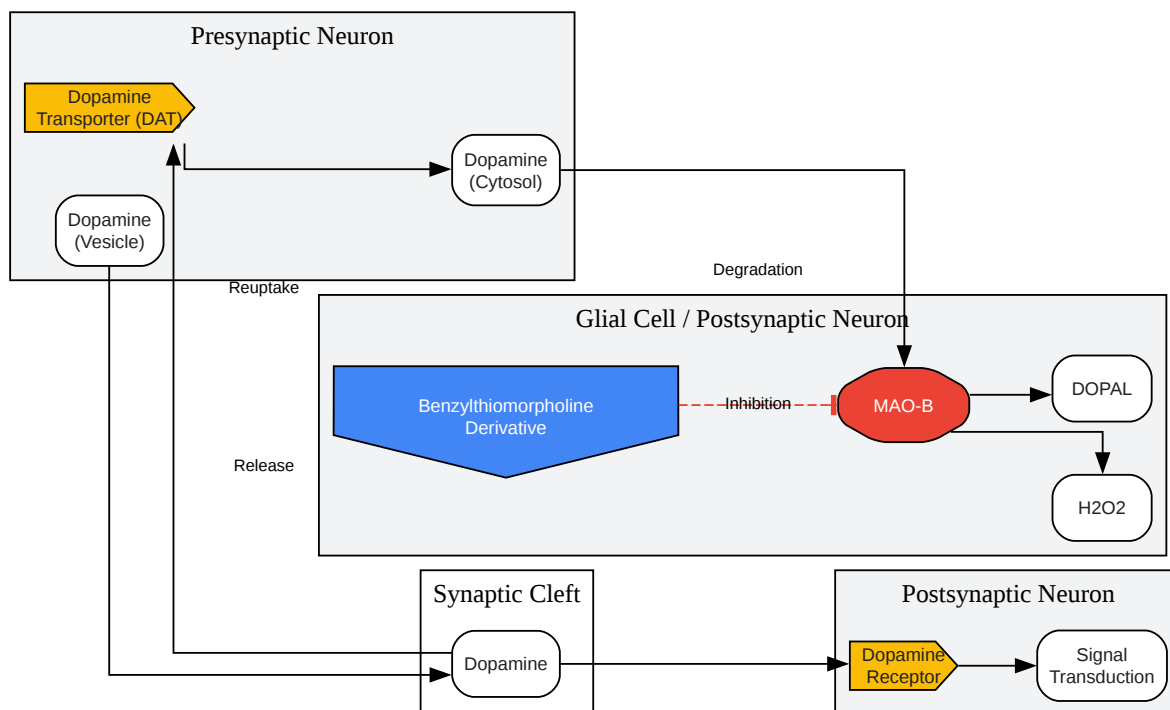 Presynaptic Neuron
Dopamine
Transporter (DAT)
Dopamine
(Cytosol)
Dopamine
(Vesicle)
Degradation
Reuptake
Glial Cell / Postsynaptic Neuron
Benzylthiomorpholine
Derivative
Inhibition
MAO-B
DOPAL
Release
H2O2
Synaptic Cleft
Dopamine
Postsynaptic Neuron
Dopamine
Receptor
Signal
Transduction